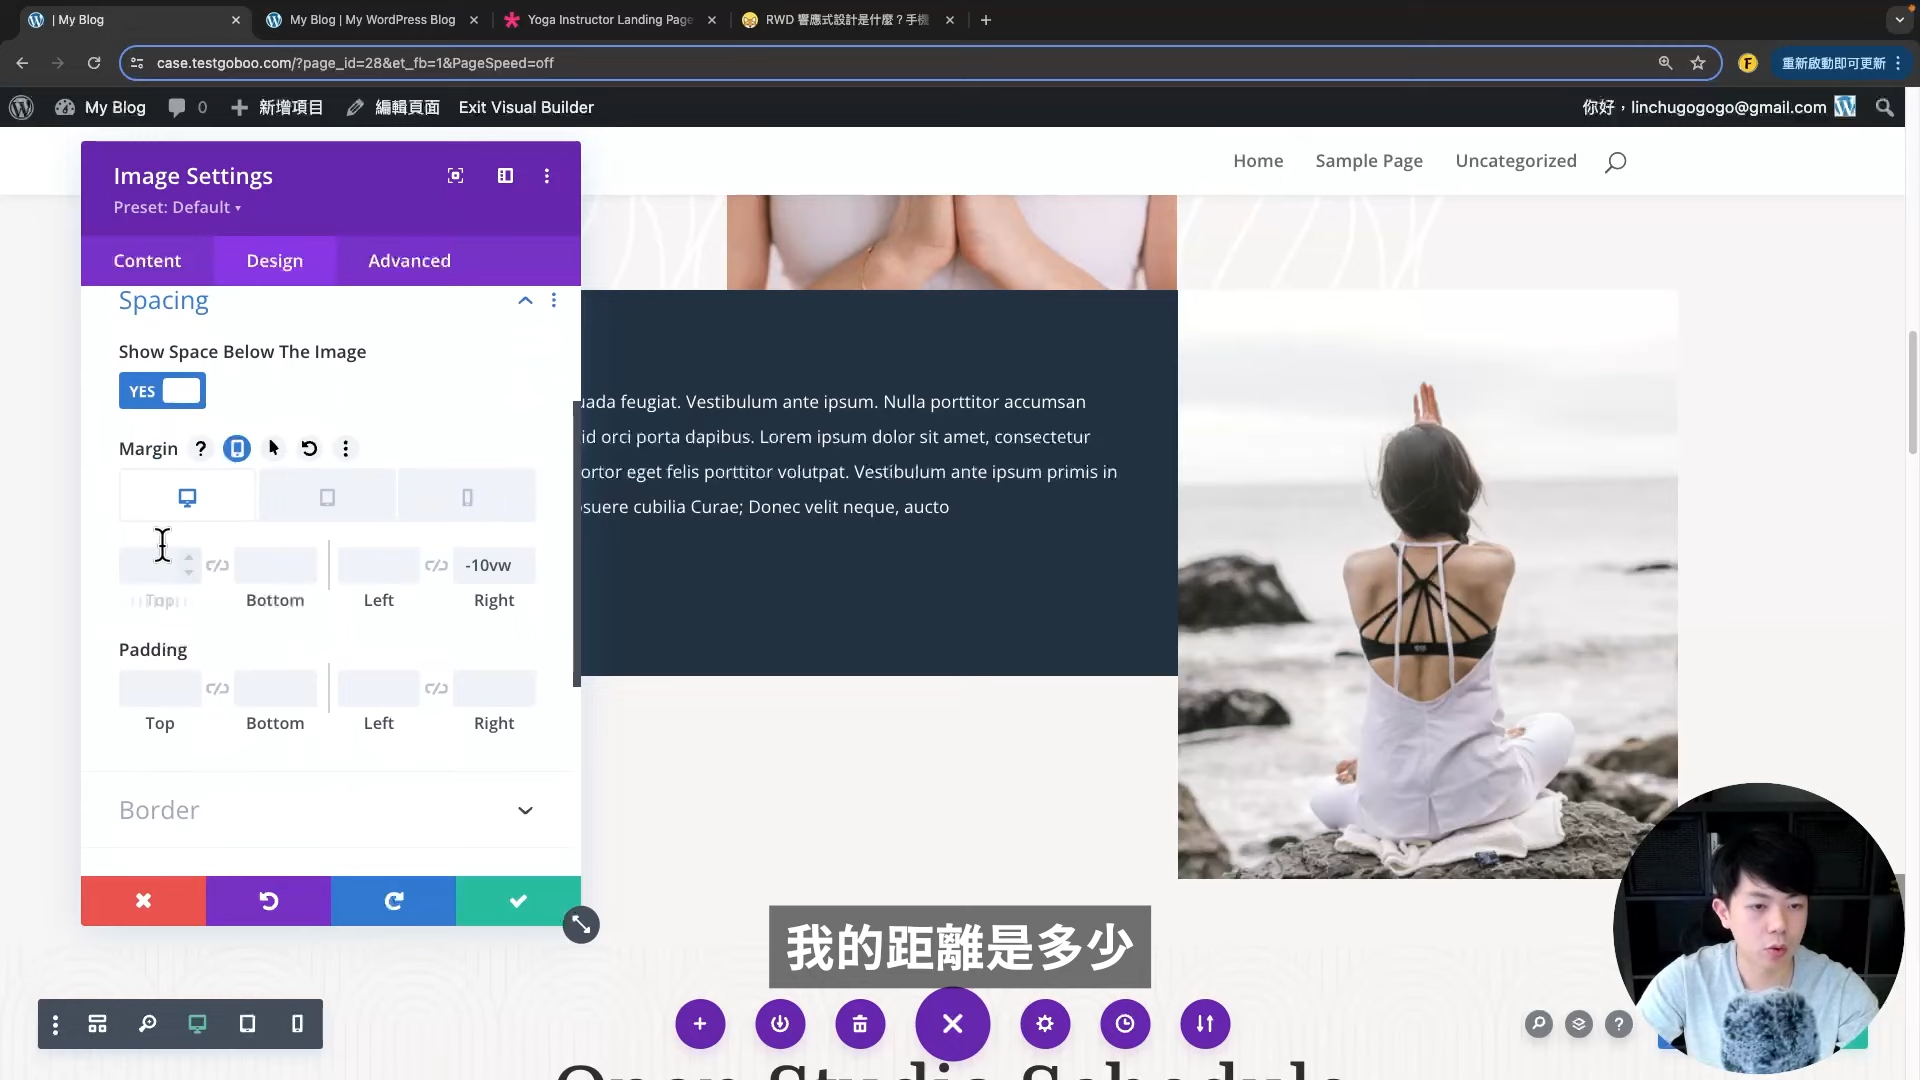 | My Blog
My Blog | My WordPress Blog
Yoga Instructor Landing Page
RWD 響應式設計是什麼？手機
case.testgoboo.com/?page_id=28&et_fb=1&PageSpeed=off
重新啟動即可更新
My Blog
0
新增項目
編輯頁面
Exit Visual Builder
你好，linchugogogo@gmail.com
Home
Sample Page
Uncategorized
Image Settings
Preset: Default
Content
Design
Advanced
Spacing
Show Space Below The Image
YES
Margin
?
-10vw
Top
Bottom
Left
Right
Padding
Top
Bottom
Left
Right
Border
uada feugiat. Vestibulum ante ipsum. Nulla porttitor accumsan
id orci porta dapibus. Lorem ipsum dolor sit amet, consectetur
ortor eget felis porttitor volutpat. Vestibulum ante ipsum primis in
osuere cubilia Curae; Donec velit neque, aucto
我的距離是多少
?
Open Studio Schedule